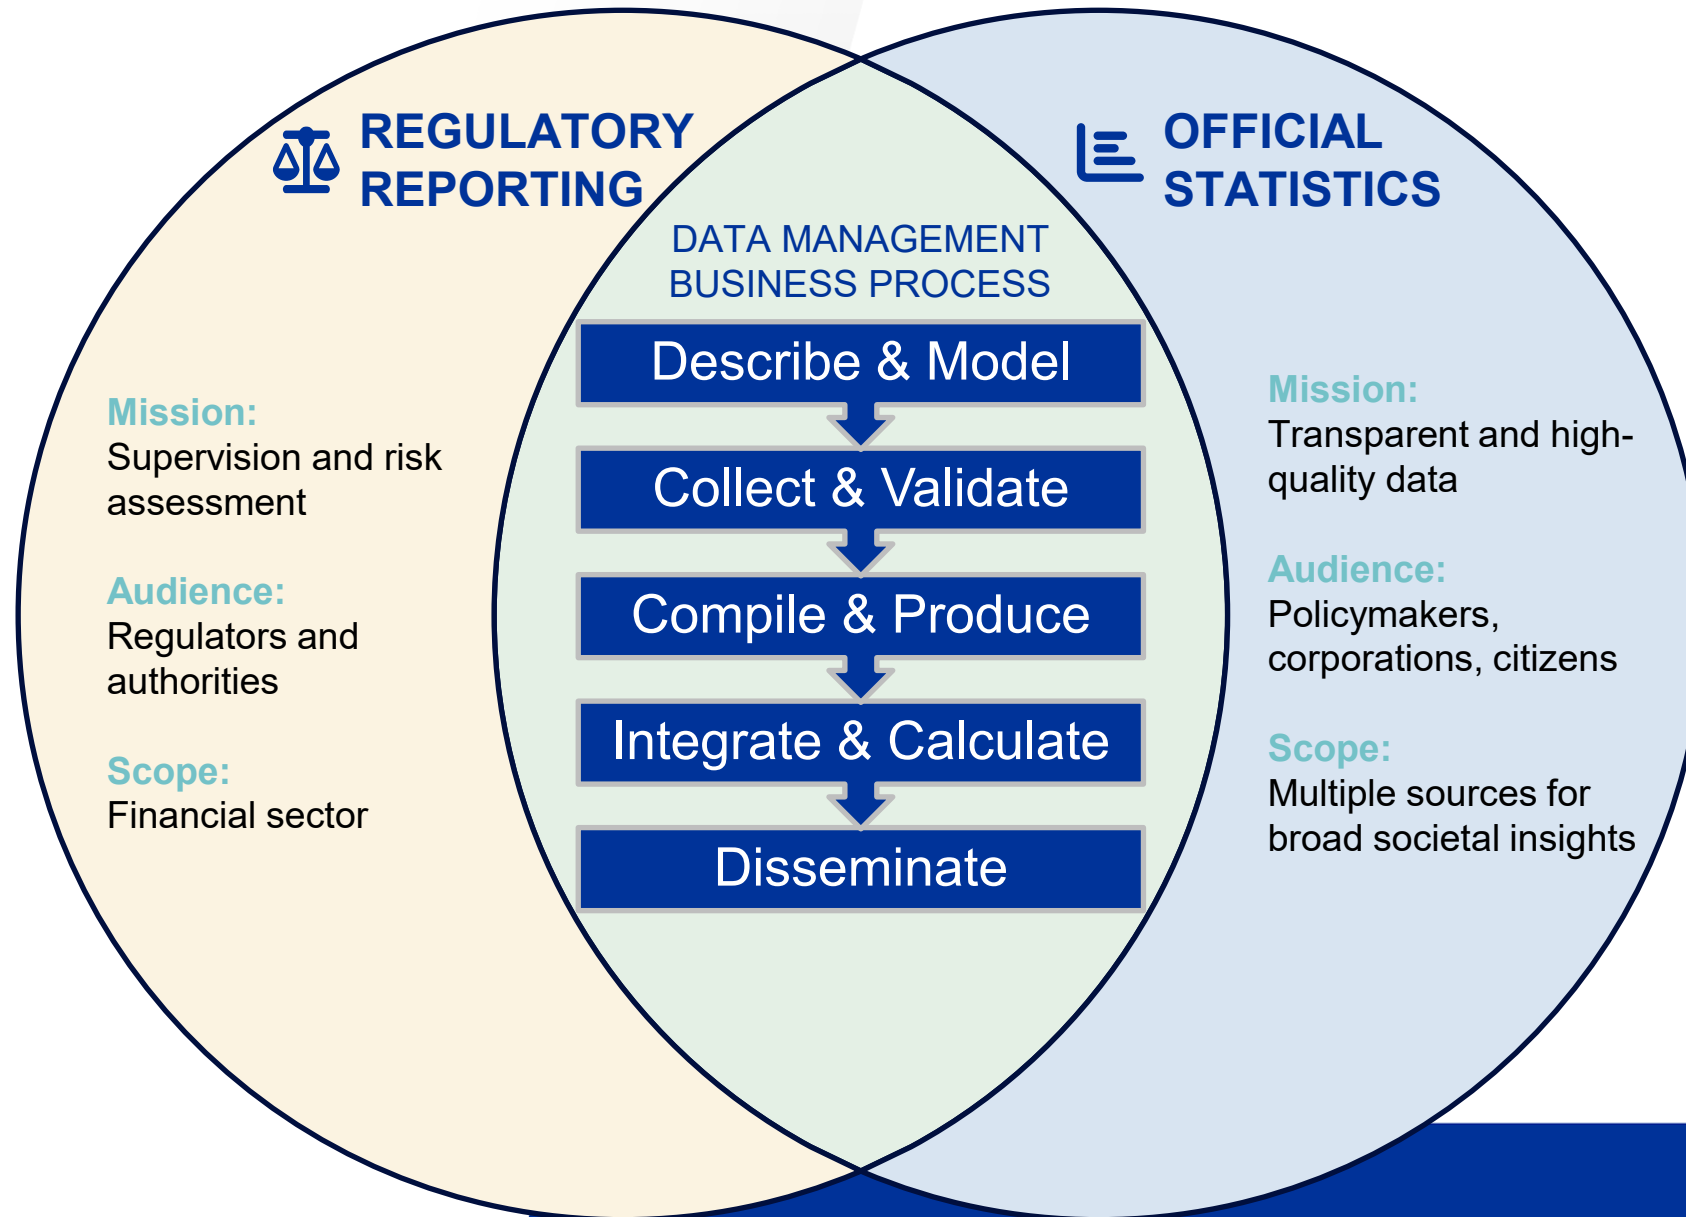 REGULATORY
REPORTING
Mission:
Supervision and risk
assessment
Audience:
Regulators and
authorities
Scope:
Financial sector
DATA MANAGEMENT
BUSINESS PROCESS
Describe & Model
Collect & Validate
Compile & Produce
Integrate & Calculate
Disseminate
OFFICIAL
STATISTICS
Mission:
Transparent and high-
quality data
Audience:
Policymakers,
corporations, citizens
Scope:
Multiple sources for
broad societal insights